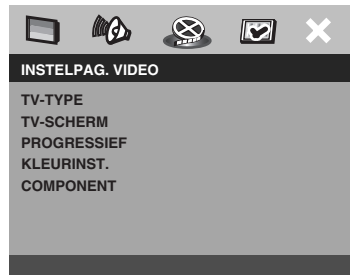 INSTELPAG. VIDEO
TV-TYPE
TV-SCHERM
PROGRESSIEF
KLEURINST.
COMPONENT